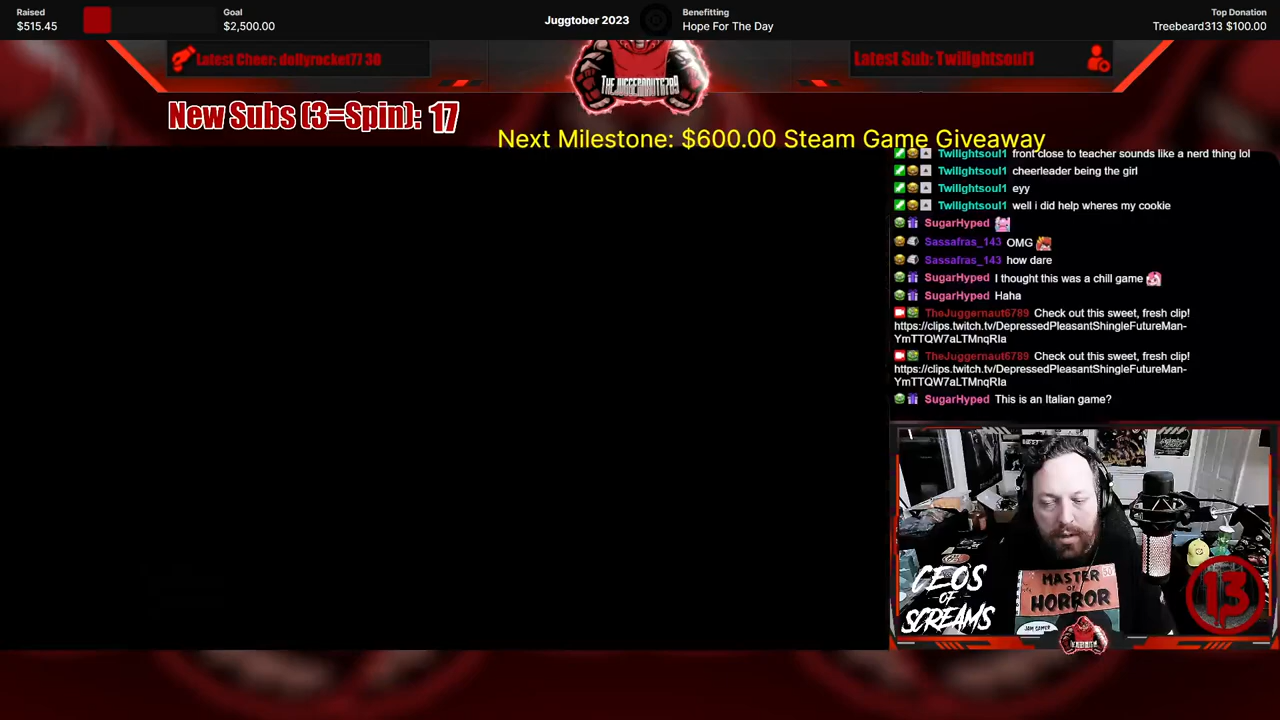 Raised
$515.45
Goal
$2,500.00
Juggtober 2023
Benefitting
Hope For The Day
Top Donation
Treebeard313 $100.00
Latest Cheer: dollyrocket77 30
THEJUGGERNAUT6789
Latest Sub: Twilightsoul1
New Subs (3=Spin): 17
Next Milestone: $600.00 Steam Game Giveaway
Twilightsoul1 front close to teacher sounds like a nerd thing lol
Twilightsoul1 cheerleader being the girl
Twilightsoul1 eyy
Twilightsoul1 well i did help wheres my cookie
SugarHyped
Sassafras_143 OMG
Sassafras_143 how dare
SugarHyped I thought this was a chill game
SugarHyped Haha
TheJuggernaut6789 Check out this sweet, fresh clip!
https://clips.twitch.tv/DepressedPleasantShingleFutureMan-
YmTTQW7aLTMnqRIa
TheJuggernaut6789 Check out this sweet, fresh clip!
https://clips.twitch.tv/DepressedPleasantShingleFutureMan-
YmTTQW7aLTMnqRIa
SugarHyped This is an Italian game?
CEOS
OF
SCREAMS
MASTER
OF
HORROR
13